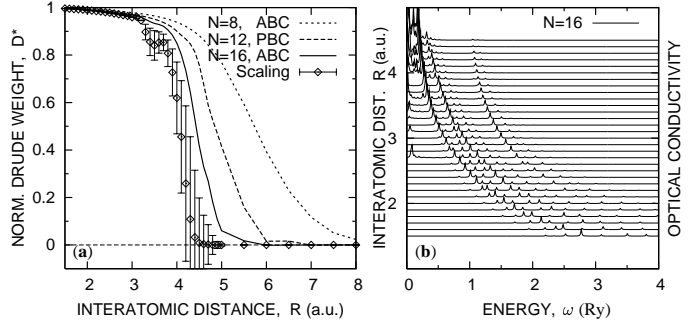 NORM. DRUDE WEIGHT, D*
1
0.8
0.6
0.4
0.2
0
N=8, ABC
N=12, PBC
N=16, ABC
Scaling
(a)
2 3 4 5 6 7 8
INTERATOMIC DISTANCE, R (a.u.)
INTERATOMIC DIST. R (a.u.)
4
3
2
N=16
(b)
0 1 2 3 4
ENERGY, ω (Ry)
OPTICAL CONDUCTIVITY